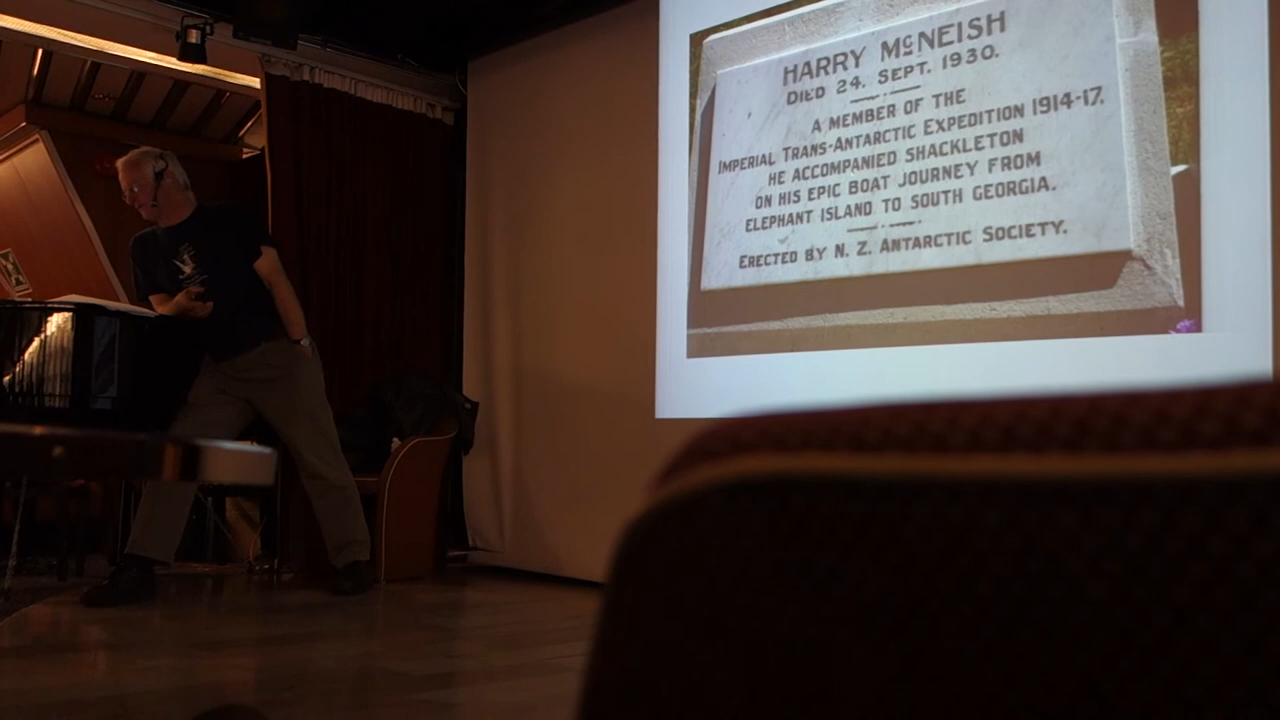 HARRY McNEISH
DIED 24. SEPT. 1930.
A MEMBER OF THE
IMPERIAL TRANS-ANTARCTIC EXPEDITION 1914-17.
HE ACCOMPANIED SHACKLETON
ON HIS EPIC BOAT JOURNEY FROM
ELEPHANT ISLAND TO SOUTH GEORGIA.
ERECTED BY N. Z. ANTARCTIC SOCIETY.